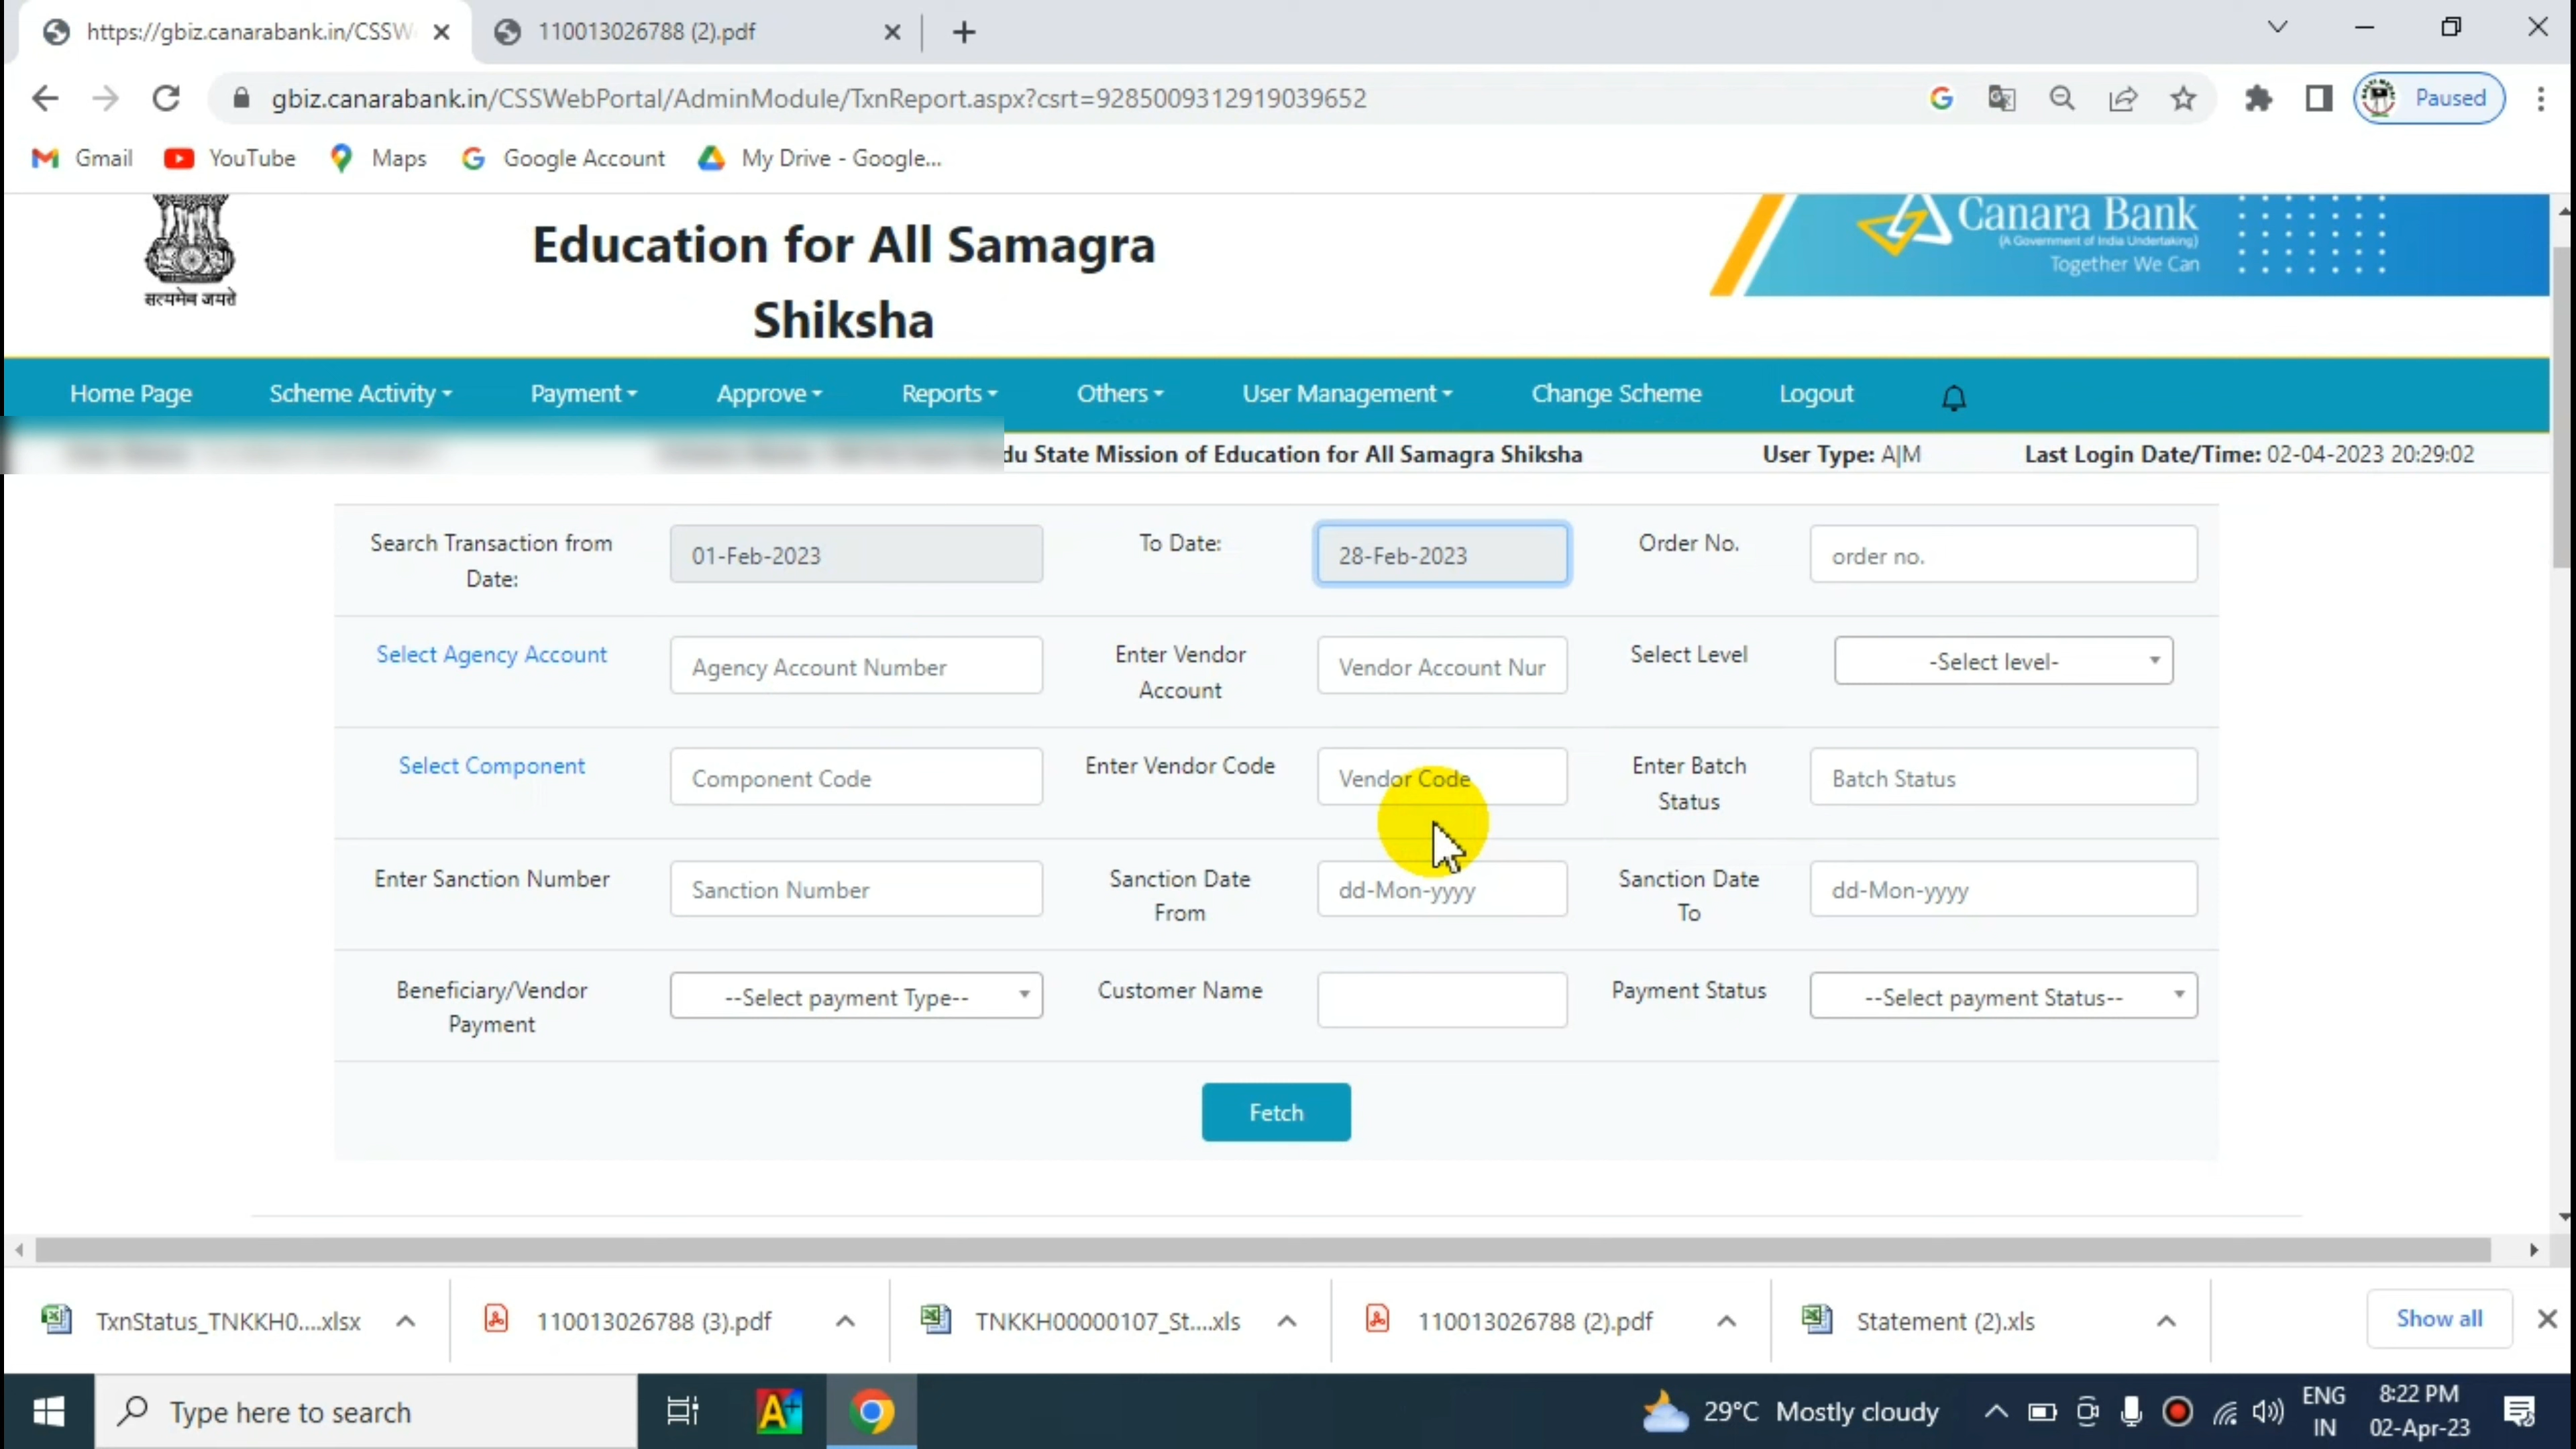 https://gbiz.canarabank.in/CSSW
110013026788 (2).pdf
gbiz.canarabank.in/CSSWebPortal/AdminModule/TxnReport.aspx?csrt=9285009312919039652
Paused
Gmail
YouTube
Maps
Google Account
My Drive - Google...
सत्यमेव जयते
Education for All Samagra
Shiksha
Canara Bank
(A Government of India Undertaking)
Together We Can
Home Page
Scheme Activity
Payment
Approve
Reports
Others
User Management
Change Scheme
Logout
du State Mission of Education for All Samagra Shiksha
User Type: A|M
Last Login Date/Time: 02-04-2023 20:29:02
Search Transaction from
Date:
01-Feb-2023
To Date:
28-Feb-2023
Order No.
order no.
Select Agency Account
Agency Account Number
Enter Vendor
Account
Vendor Account Nur
Select Level
-Select level-
Select Component
Component Code
Enter Vendor Code
Vendor Code
Enter Batch
Status
Batch Status
Enter Sanction Number
Sanction Number
Sanction Date
From
dd-Mon-yyyy
Sanction Date
To
dd-Mon-yyyy
Beneficiary/Vendor
Payment
--Select payment Type--
Customer Name
Payment Status
--Select payment Status--
Fetch
TxnStatus_TNKKH0....xlsx
110013026788 (3).pdf
TNKKH00000107_St....xls
110013026788 (2).pdf
Statement (2).xls
Show all
Type here to search
29°C Mostly cloudy
ENG
IN
8:22 PM
02-Apr-23